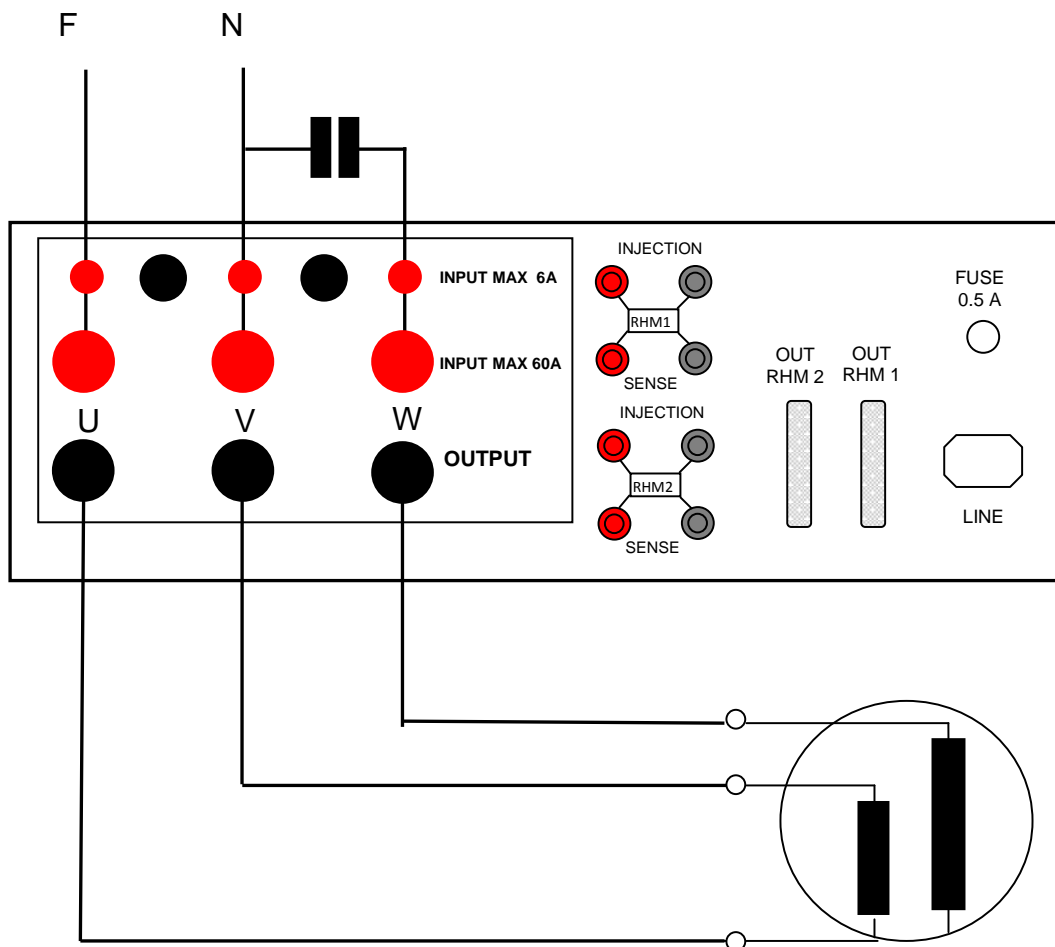 F
N
INPUT MAX 6A
INPUT MAX 60A
U
V
W
OUTPUT
INJECTION
RHM1
SENSE
INJECTION
RHM2
SENSE
OUT
RHM 2
OUT
RHM 1
FUSE
0.5 A
LINE